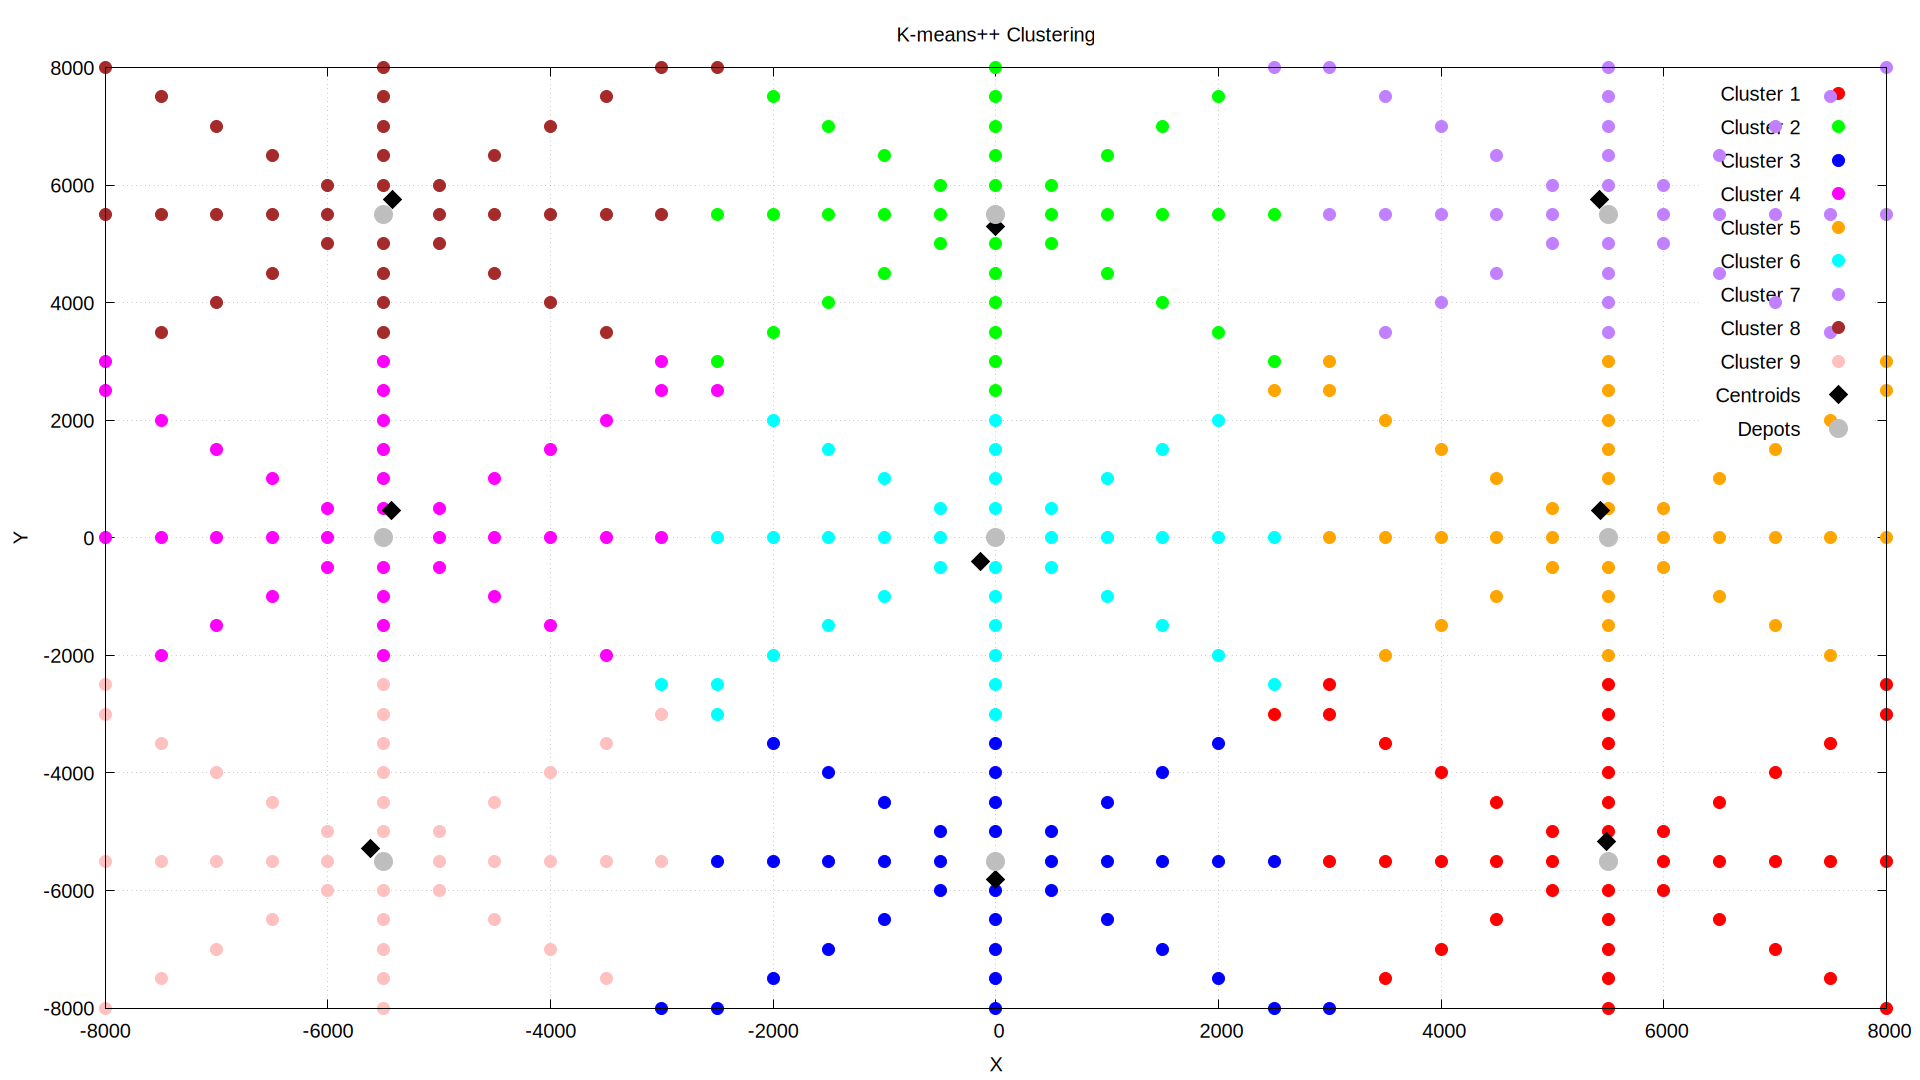 K-means++ Clustering
8000
6000
4000
2000
0
-2000
-4000
-6000
-8000
Y
Cluster 1
Cluster 2
Cluster 3
Cluster 4
Cluster 5
Cluster 6
Cluster 7
Cluster 8
Cluster 9
Centroids
Depots
-8000 -6000 -4000 -2000 0 2000 4000 6000 8000
X